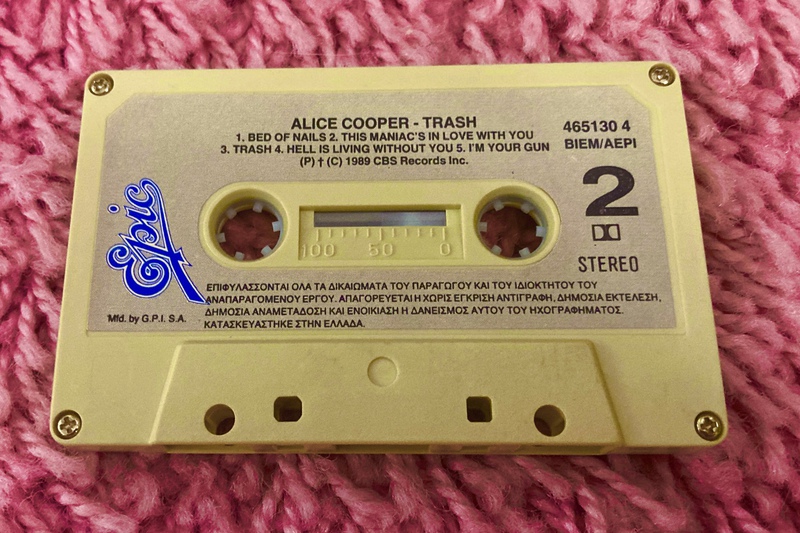 ALICE COOPER - TRASH
1. BED OF NAILS 2. THIS MANIAC'S IN LOVE WITH YOU
3. TRASH 4. HELL IS LIVING WITHOUT YOU 5. I'M YOUR GUN
(P) † (C) 1989 CBS Records Inc.
465130 4
BIEM/AEPI
2
STEREO
Epic
100 50 0
ΕΠΙΦΥΛΑΣΣΟΝΤΑΙ ΟΛΑ ΤΑ ΔΙΚΑΙΩΜΑΤΑ ΤΟΥ ΠΑΡΑΓΩΓΟΥ ΚΑΙ ΤΟΥ ΙΔΙΟΚΤΗΤΟΥ ΤΟΥ
ΑΝΑΠΑΡΑΓΟΜΕΝΟΥ ΕΡΓΟΥ. ΑΠΑΓΟΡΕΥΕΤΑΙ Η ΧΩΡΙΣ ΕΓΚΡΙΣΗ ΑΝΤΙΓΡΑΦΗ, ΔΗΜΟΣΙΑ ΕΚΤΕΛΕΣΗ,
ΔΗΜΟΣΙΑ ΑΝΑΜΕΤΑΔΟΣΗ ΚΑΙ ΕΝΟΙΚΙΑΣΗ Η ΔΑΝΕΙΣΜΟΣ ΑΥΤΟΥ ΤΟΥ ΗΧΟΓΡΑΦΗΜΑΤΟΣ.
ΚΑΤΑΣΚΕΥΑΣΤΗΚΕ ΣΤΗΝ ΕΛΛΑΔΑ.
Mfd. by G.P.I. S.A.